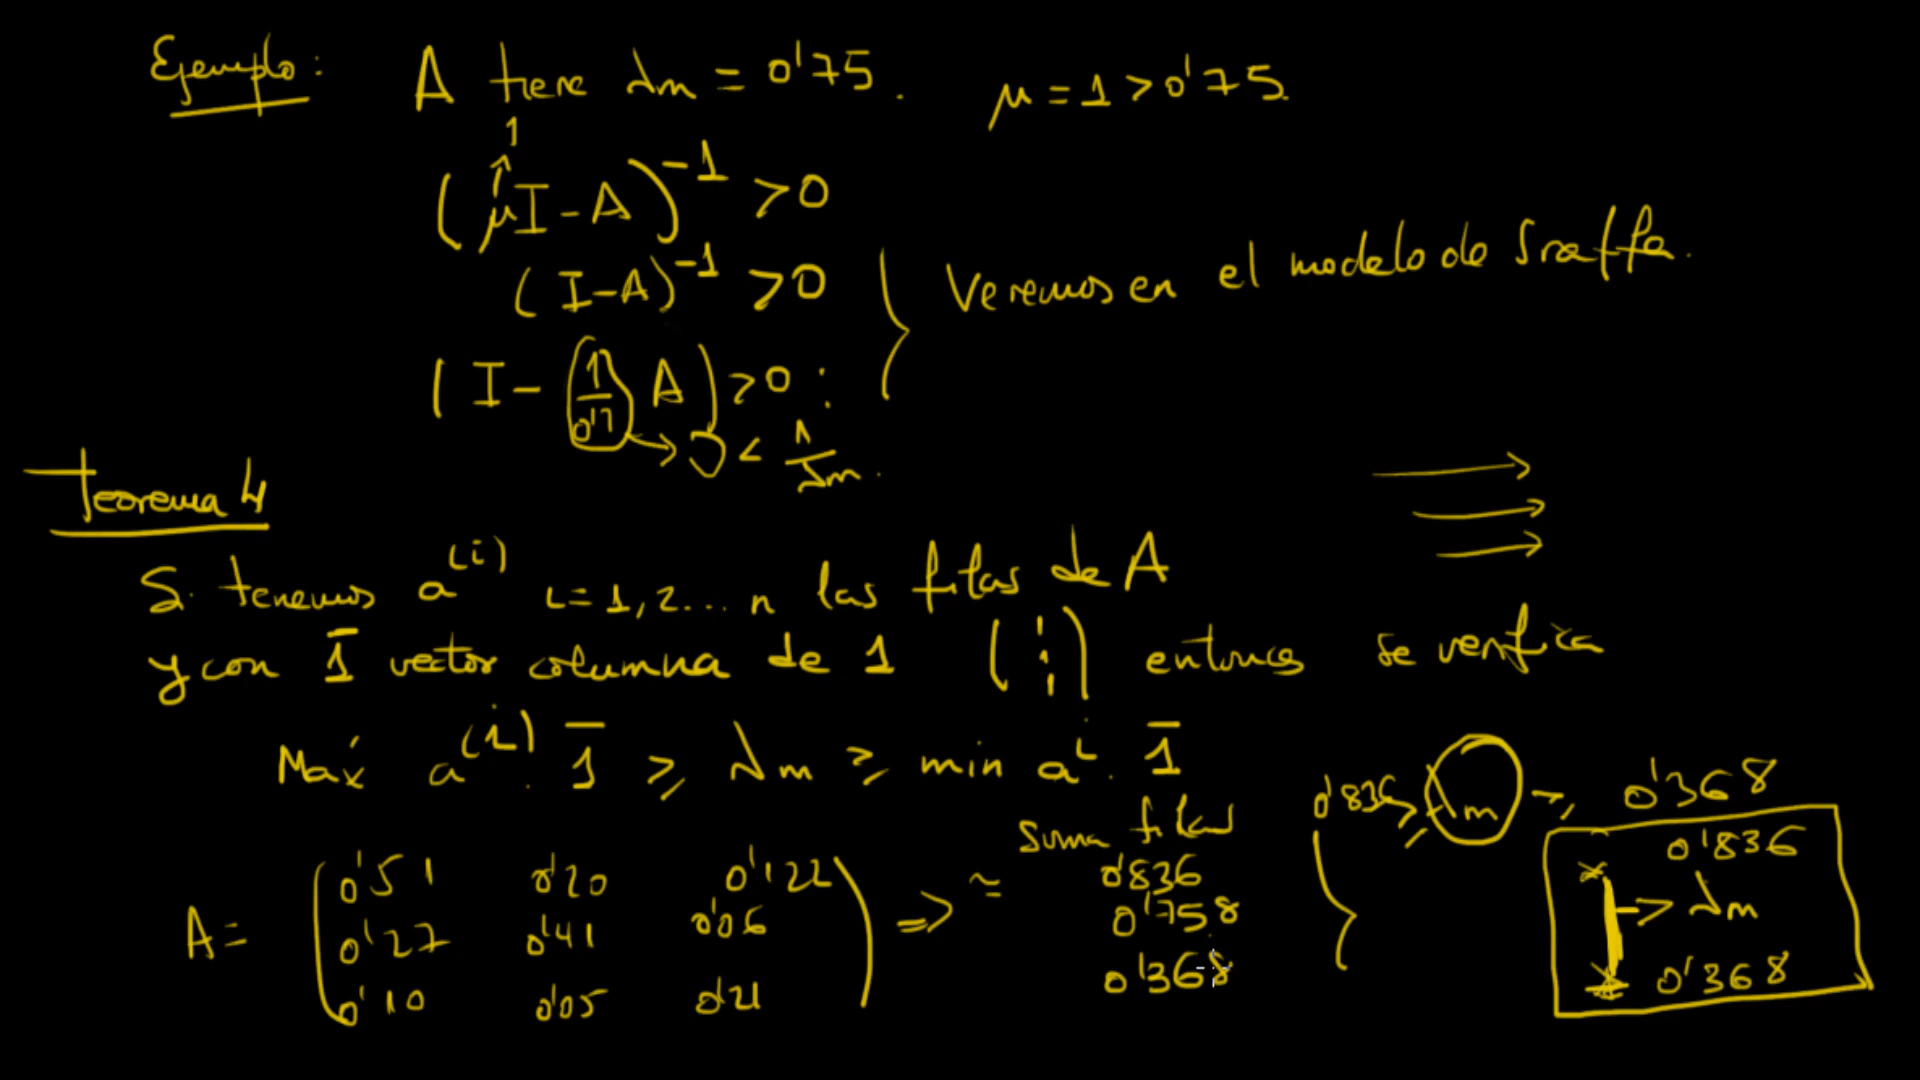 Ejemplo: A tiene λm = 0'75. μ = 1 > 0'75.
1
(μI-A)⁻¹ > 0
(I-A)⁻¹ > 0
Veremos en el modelo de Sraffa.
(I - 1/0'7 A) > 0 :
→ < 1/λm.
Teorema 4
Si tenemos a⁽ⁱ⁾ i=1,2...n las filas de A
y con 1̅ vector columna de 1 (⋮) entonces se verifica
Máx a⁽ⁱ⁾. 1̅ ≥ λm ≥ min aⁱ. 1̅
Suma filas
0'836 ≥ λm ≥ 0'368
A = ( 0'51 0'20 0'122
0'27 0'41 0'06
0'10 0'05 0'21 ) => ≈
0'836
0'758
0'368
0'836
→ λm
0'368